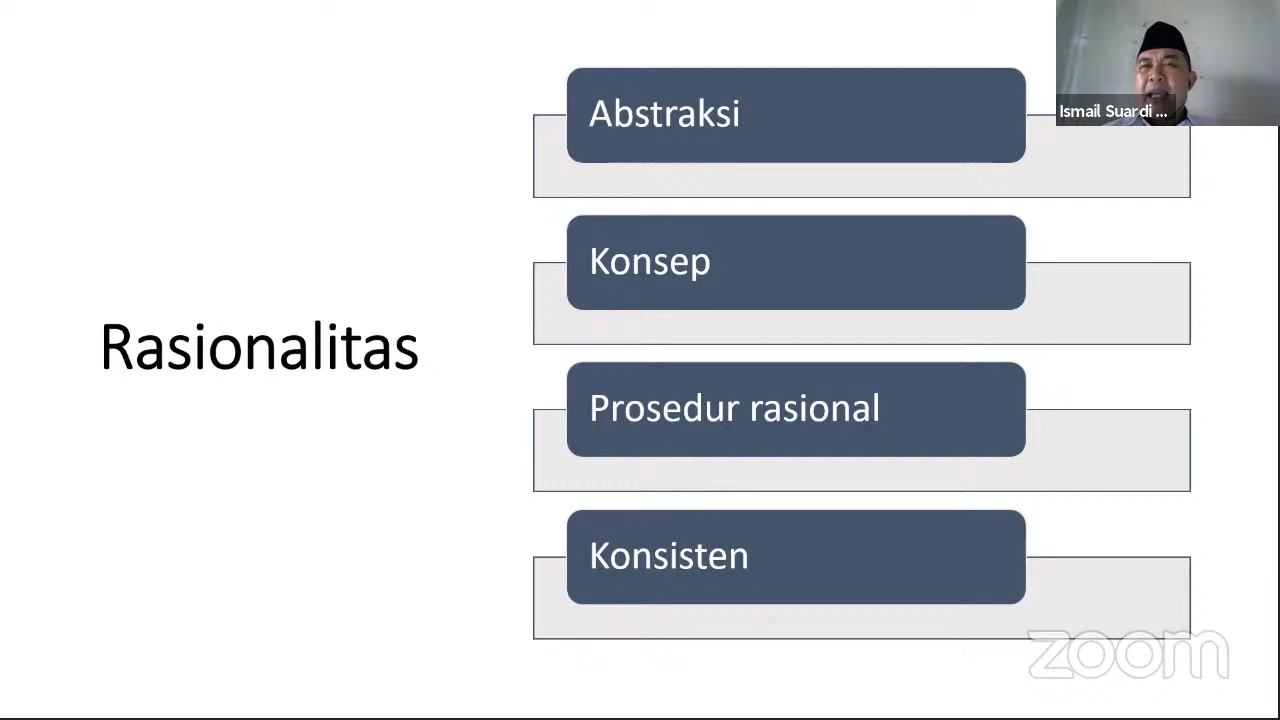 Rasionalitas
Abstraksi
Konsep
Prosedur rasional
Konsisten
Ismail Suardi ...
zoom